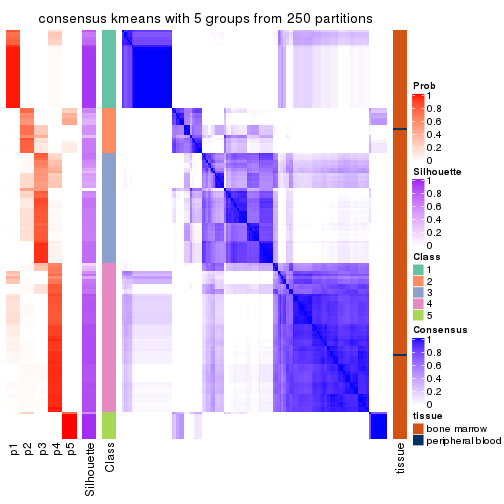 consensus kmeans with 5 groups from 250 partitions
Prob
1
0.8
0.6
0.4
0.2
0
Silhouette
1
0.8
0.6
0.4
0.2
0
Class
1
2
3
4
5
Consensus
1
0.8
0.6
0.4
0.2
0
tissue
bone marrow
peripheral blood
p1
p2
p3
p4
p5
Silhouette
Class
tissue